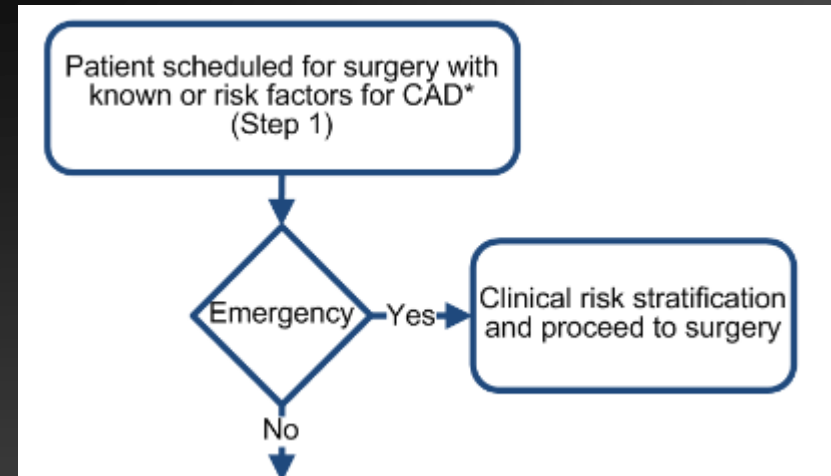 Patient scheduled for surgery with
known or risk factors for CAD*
(Step 1)
Emergency
Yes
Clinical risk stratification
and proceed to surgery
No